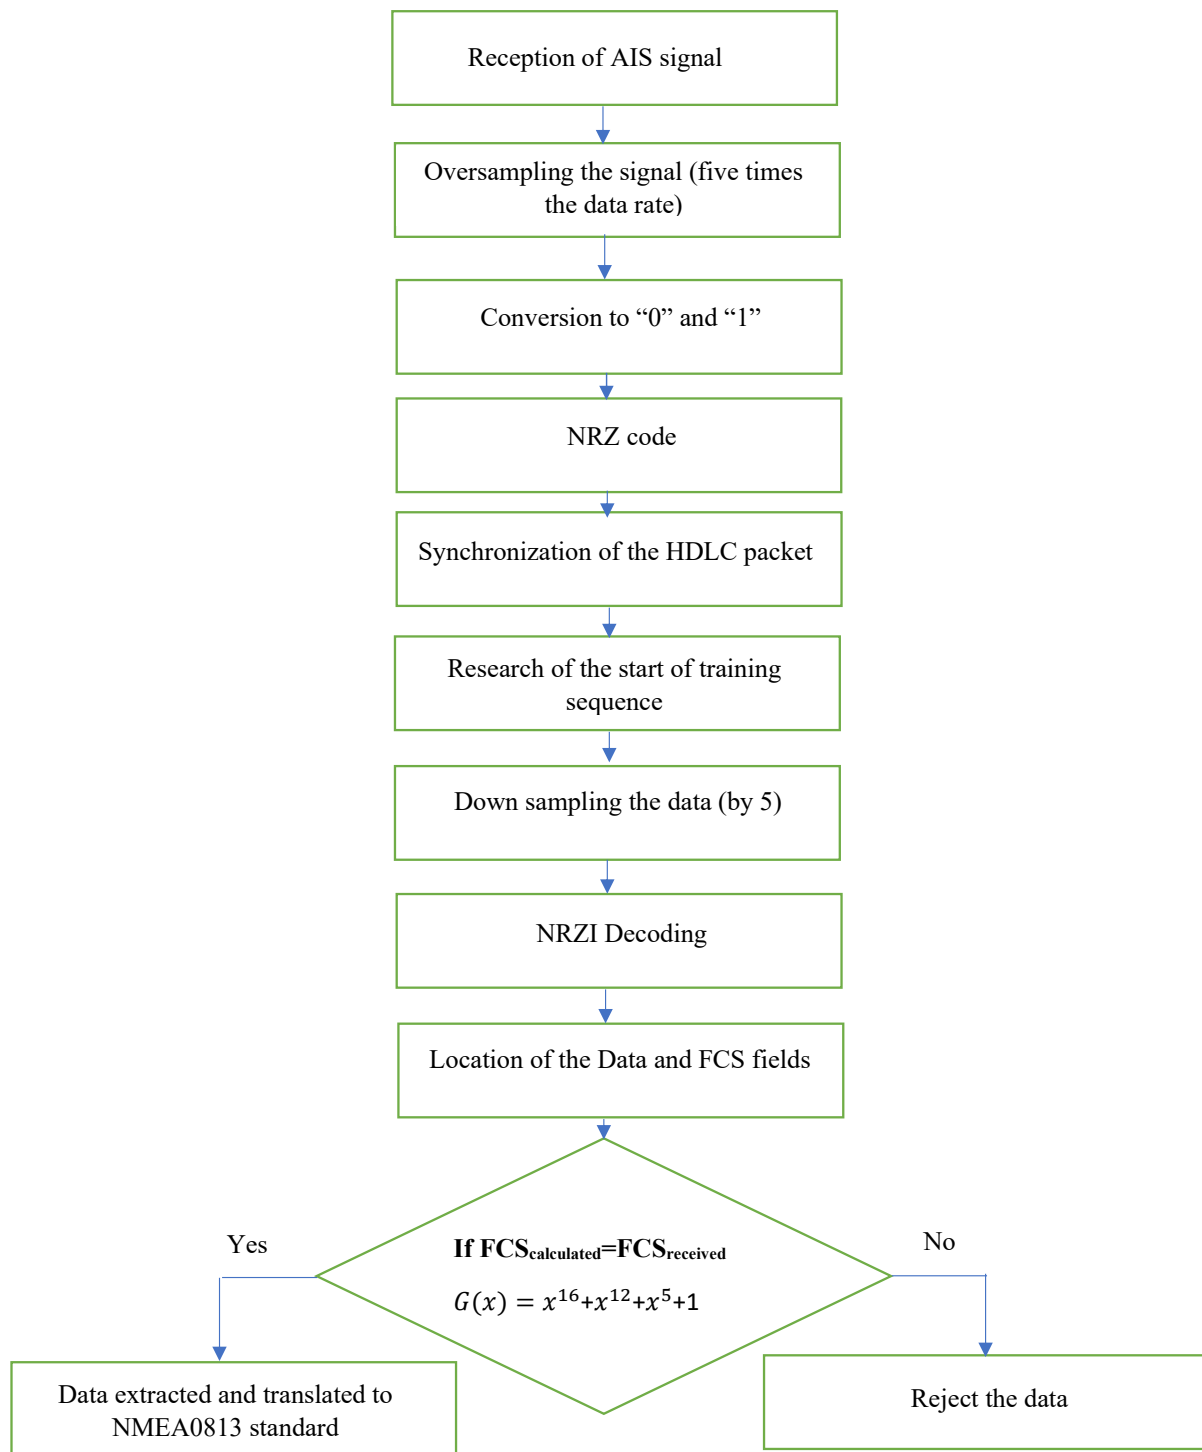 Reception of AIS signal
Oversampling the signal (five times
the data rate)
Conversion to “0” and “1”
NRZ code
Synchronization of the HDLC packet
Research of the start of training
sequence
Down sampling the data (by 5)
NRZI Decoding
Location of the Data and FCS fields
Yes
No
If FCScalculated=FCSreceived
G(x) = x^16+x^12+x^5+1
Data extracted and translated to
NMEA0813 standard
Reject the data